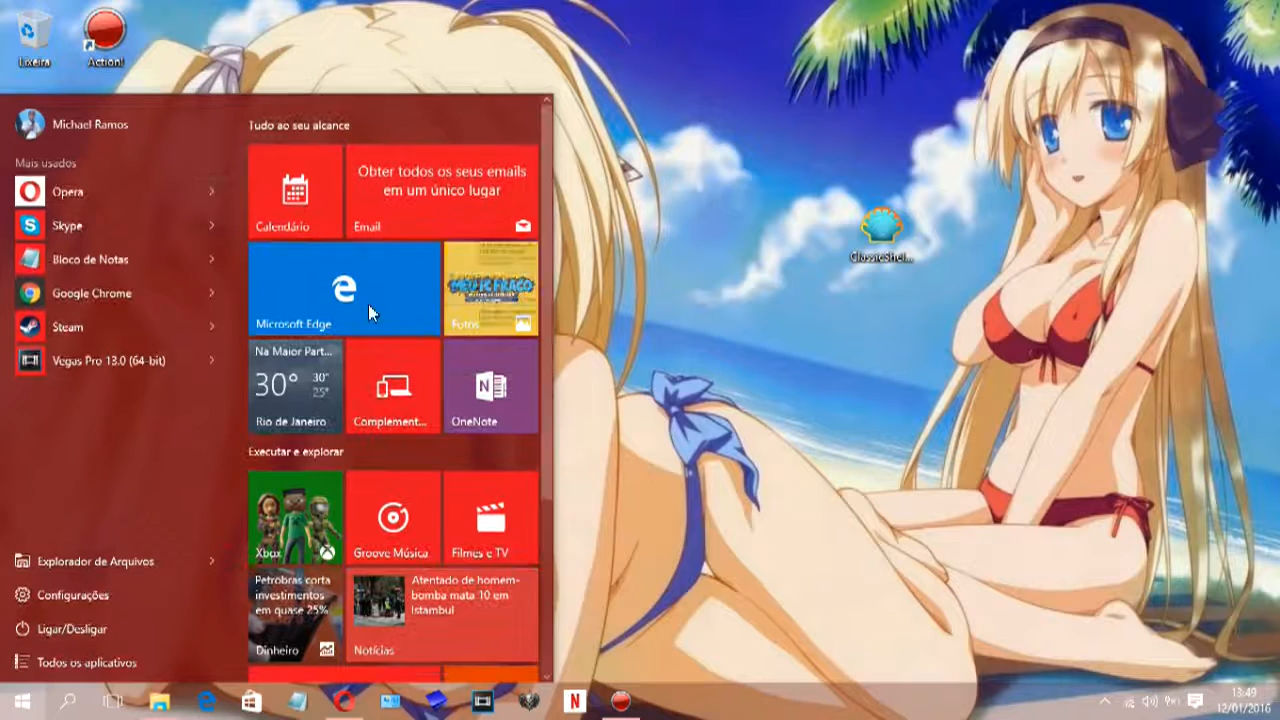 Lixeira
Action!
Michael Ramos
Mais usados
Opera
Skype
Bloco de Notas
Google Chrome
Steam
Vegas Pro 13.0 (64-bit)
Explorador de Arquivos
Configurações
Ligar/Desligar
Todos os aplicativos
Tudo ao seu alcance
Calendário
Obter todos os seus emails
em um único lugar
Email
Microsoft Edge
Fotos
Na Maior Part...
30° 30°
25°
Rio de Janeiro
Complement...
N
OneNote
Executar e explorar
Xbox
Groove Música
Filmes e TV
Petrobras corta
investimentos
em quase 25%
Dinheiro
Atentado de homem-
bomba mata 10 em
Istambul
Notícias
ClassicShel...
N
13:49
12/01/2016